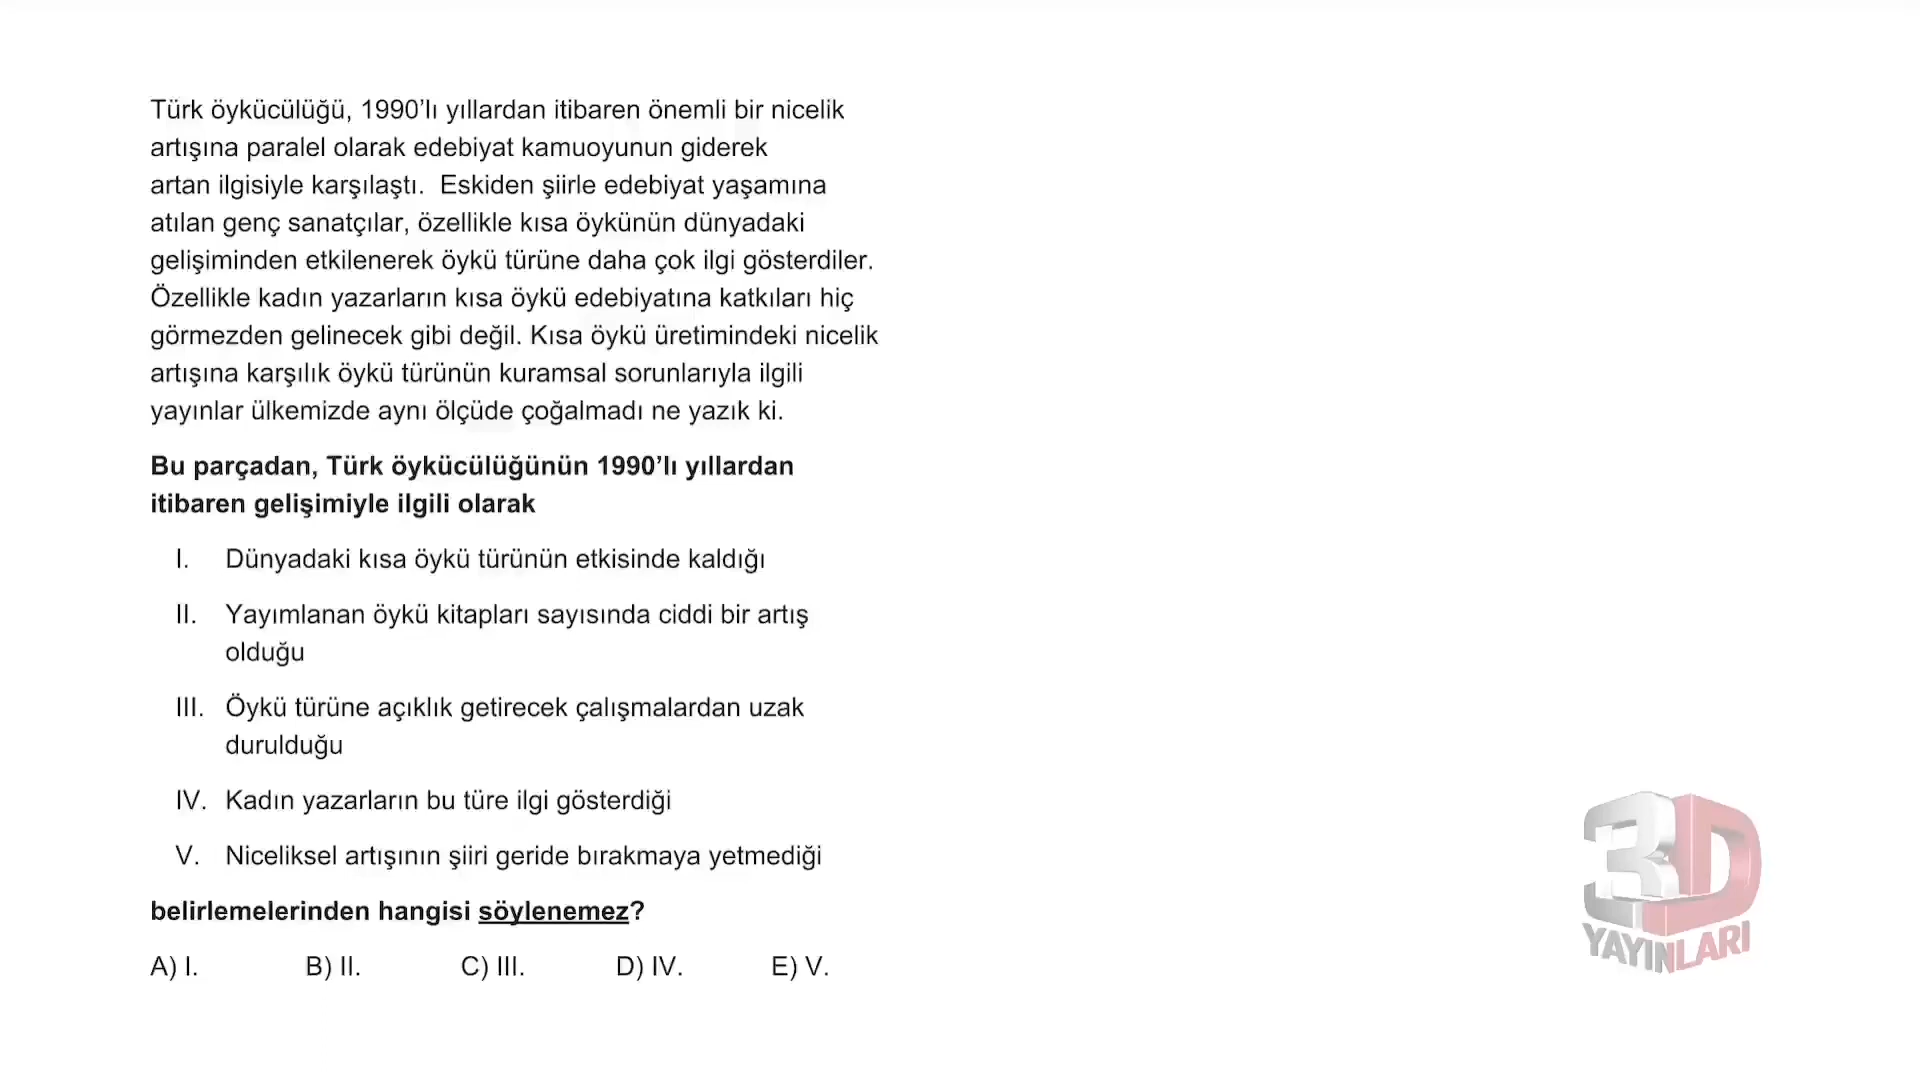 Türk öykücülüğü, 1990’lı yıllardan itibaren önemli bir nicelik
artışına paralel olarak edebiyat kamuoyunun giderek
artan ilgisiyle karşılaştı. Eskiden şiirle edebiyat yaşamına
atılan genç sanatçılar, özellikle kısa öykünün dünyadaki
gelişiminden etkilenerek öykü türüne daha çok ilgi gösterdiler.
Özellikle kadın yazarların kısa öykü edebiyatına katkıları hiç
görmezden gelinecek gibi değil. Kısa öykü üretimindeki nicelik
artışına karşılık öykü türünün kuramsal sorunlarıyla ilgili
yayınlar ülkemizde aynı ölçüde çoğalmadı ne yazık ki.
Bu parçadan, Türk öykücülüğünün 1990’lı yıllardan
itibaren gelişimiyle ilgili olarak
I. Dünyadaki kısa öykü türünün etkisinde kaldığı
II. Yayımlanan öykü kitapları sayısında ciddi bir artış
olduğu
III. Öykü türüne açıklık getirecek çalışmalardan uzak
durulduğu
IV. Kadın yazarların bu türe ilgi gösterdiği
V. Niceliksel artışının şiiri geride bırakmaya yetmediği
belirlemelerinden hangisi söylenemez?
A) I. B) II. C) III. D) IV. E) V.
3D
YAYINLARI